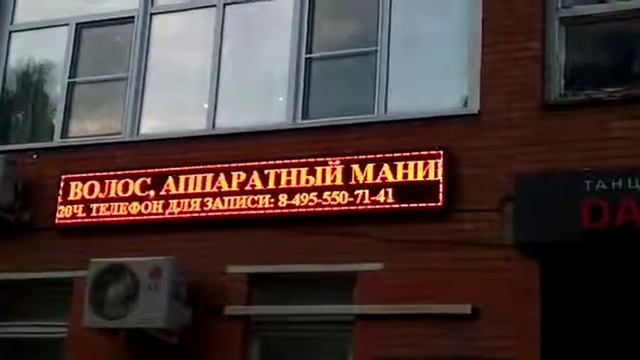 ВОЛОС. АППАРАТНЫЙ МАНИ
20Ч. ТЕЛЕФОН ДЛЯ ЗАПИСИ: 8-495-550-71-41
ТАНЦ
DA